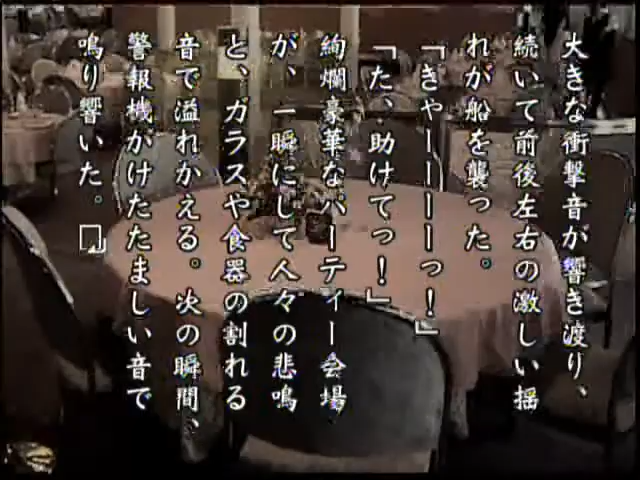 大きな衝撃音が響き渡り、
続いて前後左右の激しい揺
れが船を襲った。
「きゃーーーーっ！」
「た、助けてっ！」
絢爛豪華なパーティー会場
が、一瞬にして人々の悲鳴
と、ガラスや食器の割れる
音で溢れかえる。次の瞬間、
警報機がけたたましい音で
鳴り響いた。